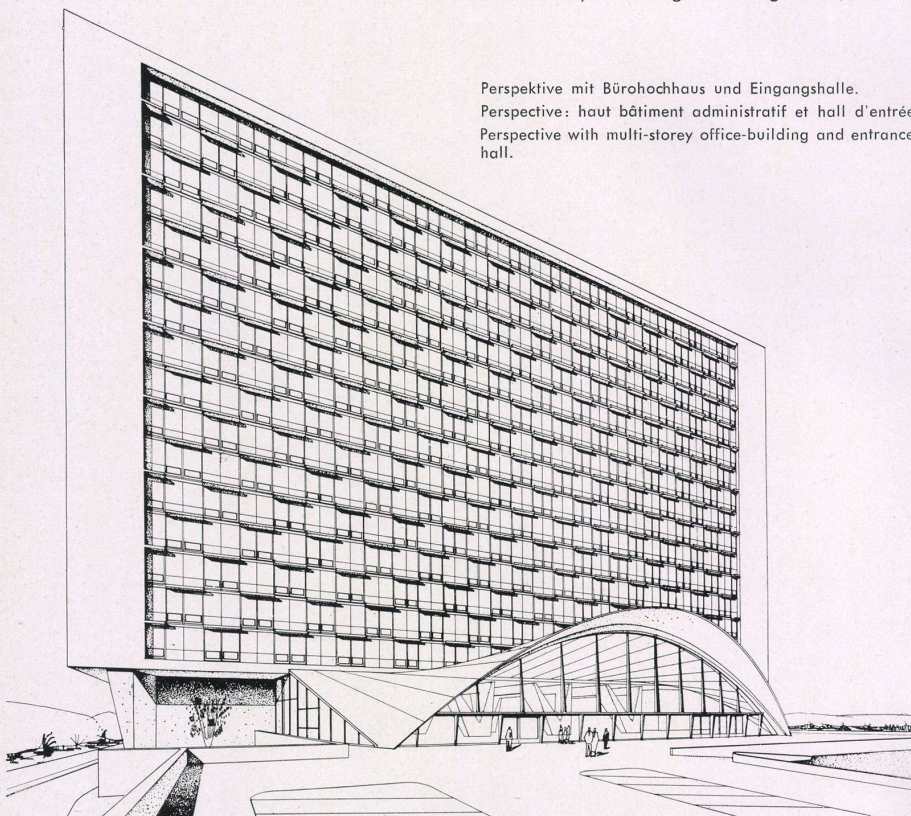 Perspektive mit Bürohochhaus und Eingangshalle.
Perspective: haut bâtiment administratif et hall d'entrée
Perspective with multi-storey office-building and entrance
hall.